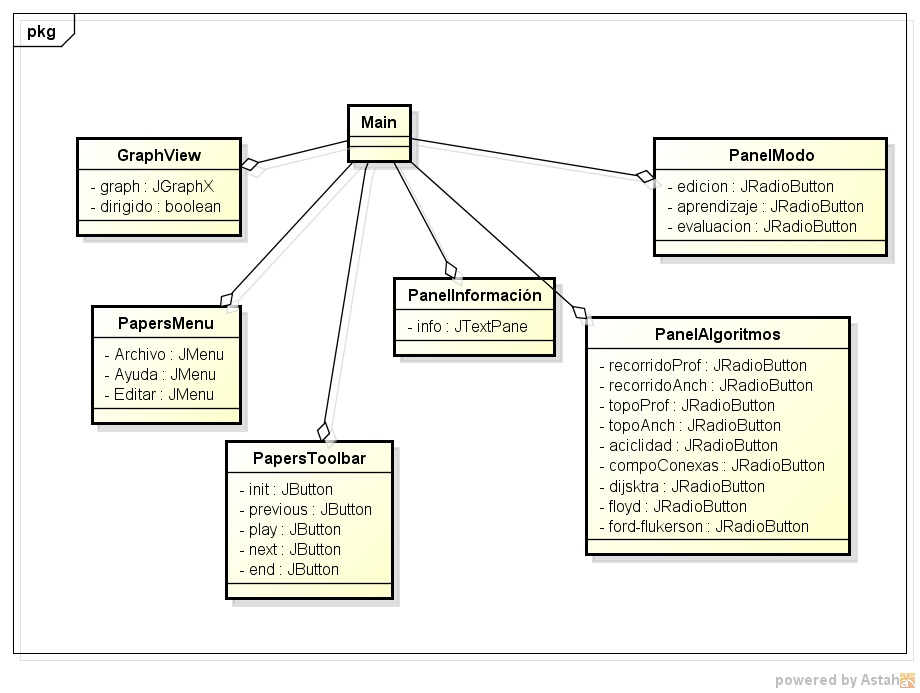 pkg
Main
GraphView
- graph : JGraphX
- dirigido : boolean
PanelModo
- edicion : JRadioButton
- aprendizaje : JRadioButton
- evaluacion : JRadioButton
PapersMenu
- Archivo : JMenu
- Ayuda : JMenu
- Editar : JMenu
PanelInformación
- info : JTextPane
PanelAlgoritmos
- recorridoProf : JRadioButton
- recorridoAnch : JRadioButton
- topoProf : JRadioButton
- topoAnch : JRadioButton
- aciclidad : JRadioButton
- compoConexas : JRadioButton
- dijsktra : JRadioButton
- floyd : JRadioButton
- ford-flukerson : JRadioButton
PapersToolbar
- init : JButton
- previous : JButton
- play : JButton
- next : JButton
- end : JButton
powered by Astah